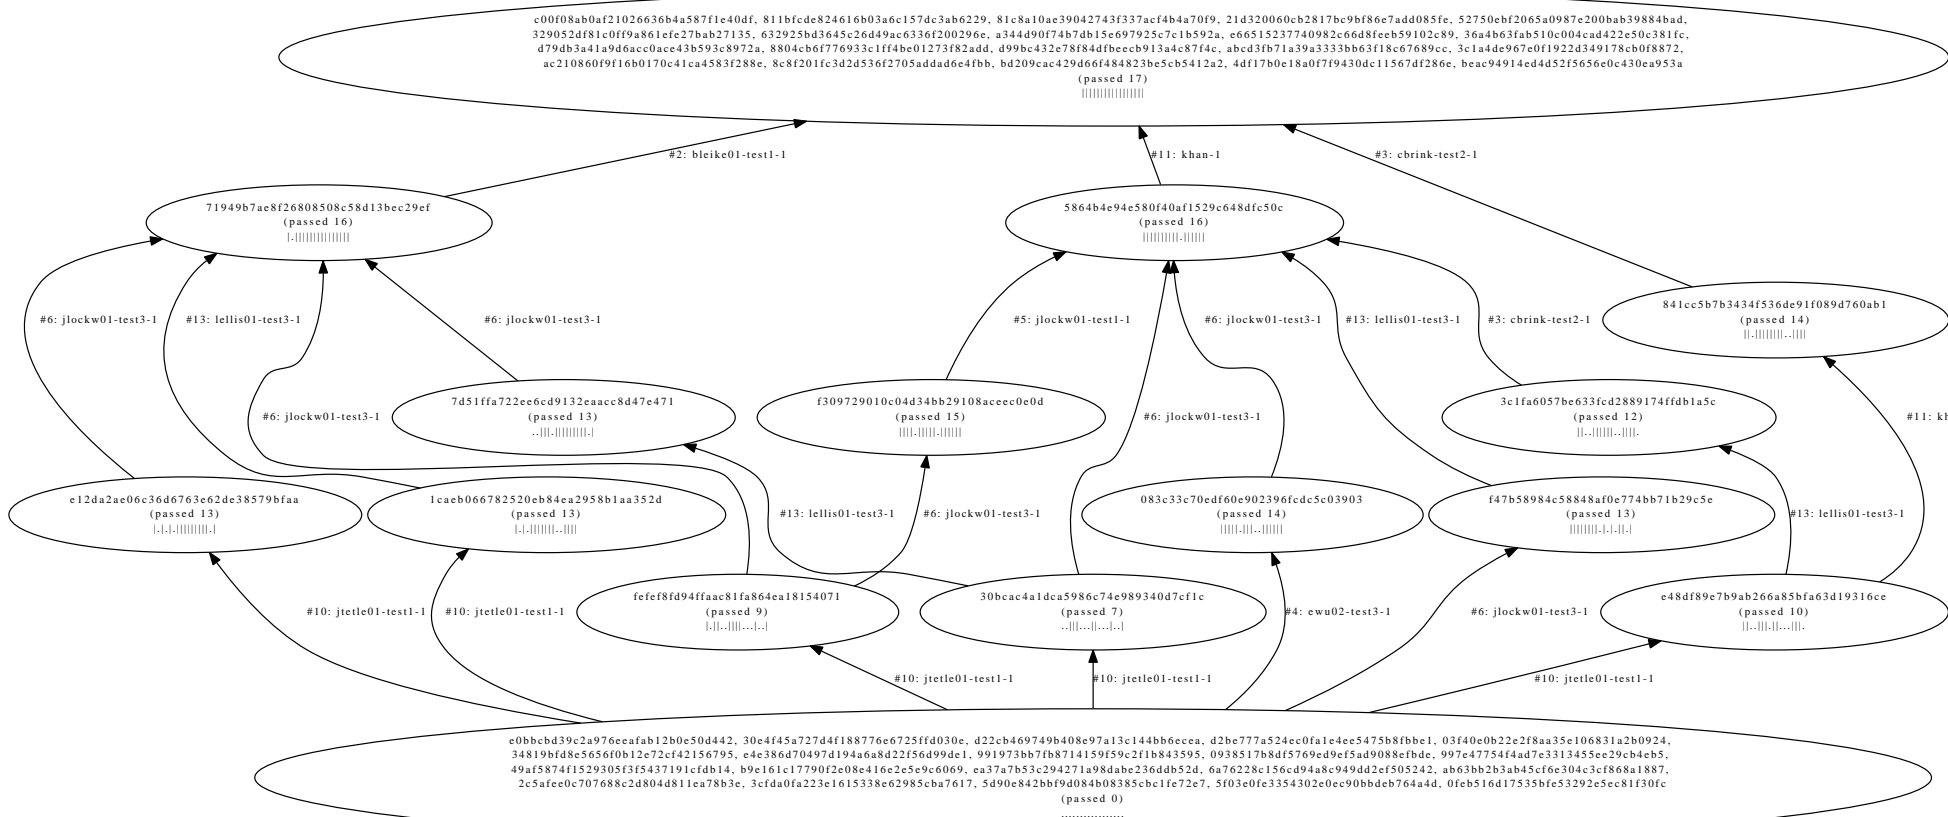 c00f08ab0af21026636b4a587f1e40df, 811bfcde824616b03a6c157dc3ab6229, 81c8a10ae39042743f337acf4b4a70f9, 21d320060cb2817bc9bf86e7add085fe, 52750ebf2065a0987e200bab39884bad,
329052df81c0ff9a861efe27bab27135, 632925bd3645c26d49ac6336f200296e, a344d90f74b7db15e697925c7c1b592a, e66515237740982c66d8feeb59102c89, 36a4b63fab510c004cad422e50c381fc,
d79db3a41a9d6acc0ace43b593c8972a, 8804cb6f776933c1ff4be01273f82add, d99bc432e78f84dfbeecb913a4c87f4c, abcd3fb71a39a3333bb63f18c67689cc, 3c1a4de967e0f1922d349178cb0f8872,
ac210860f9f16b0170c41ca4583f288e, 8c8f201fc3d2d536f2705addad6e4fbb, bd209cac429d66f484823be5cb5412a2, 4df17b0e18a0f7f9430dc11567df286e, beac94914ed4d52f5656e0c430ea953a
(passed 17)
|||||||||||||||||
#2: bleike01-test1-1
#11: khan-1
#3: cbrink-test2-1
71949b7ae8f26808508c58d13bec29ef
(passed 16)
|.|||||||||||||||
5864b4e94e580f40af1529c648dfc50c
(passed 16)
||||||||||.||||||
841cc5b7b3434f536de91f089d760ab1
(passed 14)
||.||||||||..||||
#6: jlockw01-test3-1
#13: lellis01-test3-1
#6: jlockw01-test3-1
#5: jlockw01-test1-1
#6: jlockw01-test3-1
#13: lellis01-test3-1
#3: cbrink-test2-1
7d51ffa722ee6cd9132eaacc8d47e471
(passed 13)
..|||.|||||||||.|
f309729010c04d34bb29108aceec0e0d
(passed 15)
||||.|||||.||||||
3c1fa6057be633fcd2889174ffdb1a5c
(passed 12)
||..||||||..||||.
#6: jlockw01-test3-1
#6: jlockw01-test3-1
#11: kh
e12da2ae06c36d6763e62de38579bfaa
(passed 13)
|.|.|.|||||||||.|
1caeb066782520eb84ea2958b1aa352d
(passed 13)
|.|.|||||||..||||
083c33c70edf60e902396fcdc5c03903
(passed 14)
|||||.|||..||||||
f47b58984c58848af0e774bb71b29c5e
(passed 13)
||||||||.|.|.||.|
#13: lellis01-test3-1
#6: jlockw01-test3-1
#13: lellis01-test3-1
fefef8fd94ffaac81fa864ea18154071
(passed 9)
|.||..||||...|..|
30bcac4a1dca5986c74e989340d7cf1c
(passed 7)
..|||...||...|..|
e48df89e7b9ab266a85bfa63d19316ce
(passed 10)
||..|||.||...|||.
#10: jtetle01-test1-1
#10: jtetle01-test1-1
#4: ewu02-test3-1
#6: jlockw01-test3-1
#10: jtetle01-test1-1
#10: jtetle01-test1-1
#10: jtetle01-test1-1
e0bbcbd39c2a976eeafab12b0e50d442, 30e4f45a727d4f188776e6725ffd030e, d22cb469749b408e97a13c144bb6ecea, d2be777a524ec0fa1e4ee5475b8fbbe1, 03f40e0b22e2f8aa35e106831a2b0924,
34819bfd8e5656f0b12e72cf42156795, e4e386d70497d194a6a8d22f56d99de1, 991973bb7fb8714159f59c2f1b843595, 0938517b8df5769ed9ef5ad9088efbde, 997e47754f4ad7e3313455ee29cb4eb5,
49af5874f1529305f3f5437191cfdb14, b9e161c17790f2e08e416e2e5e9c6069, ea37a7b53c294271a98dabe236ddb52d, 6a76228c156cd94a8c949dd2ef505242, ab63bb2b3ab45cf6e304c3cf868a1887,
2c5afee0c707688c2d804d811ea78b3e, 3cfda0fa223e1615338e62985cba7617, 5d90e842bbf9d084b08385cbc1fe72e7, 5f03e0fe3354302e0ec90bbdeb764a4d, 0feb516d17535bfe53292e5ec81f30fc
(passed 0)
.................